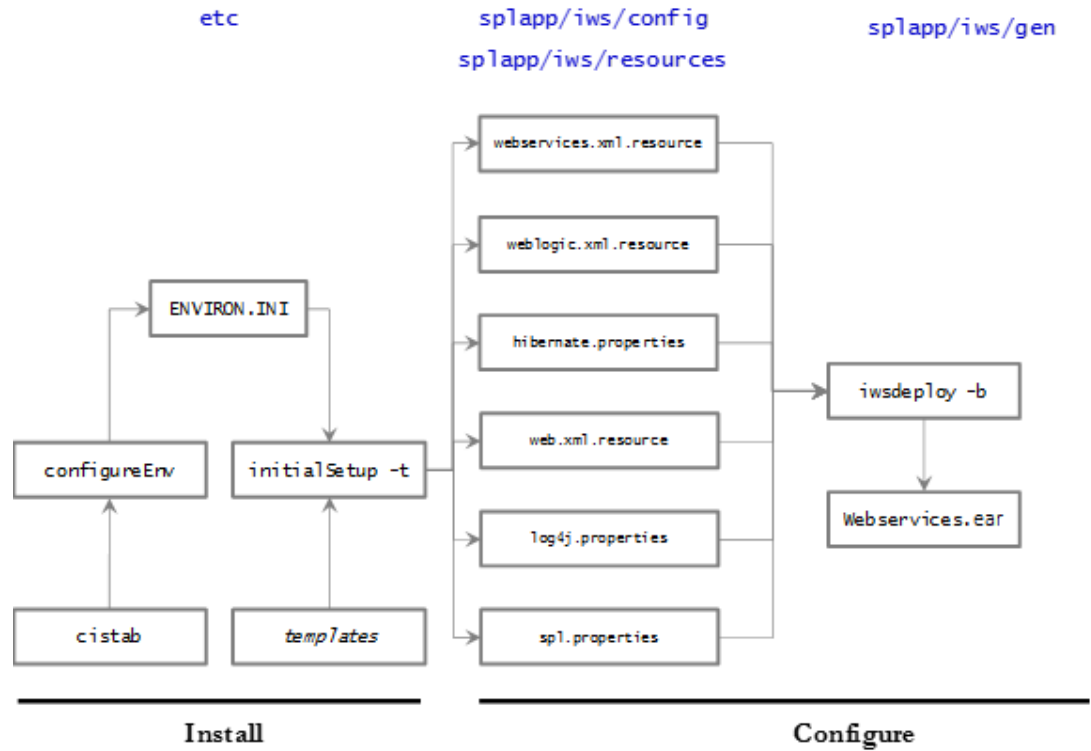 etc
splapp/iws/config
splapp/iws/resources
splapp/iws/gen
webservices.xml.resource
weblogic.xml.resource
ENVIRON.INI
hibernate.properties
iwsdeploy -b
configureEnv
initialSetup -t
web.xml.resource
Webservices.ear
log4j.properties
cistab
templates
spl.properties
Install
Configure